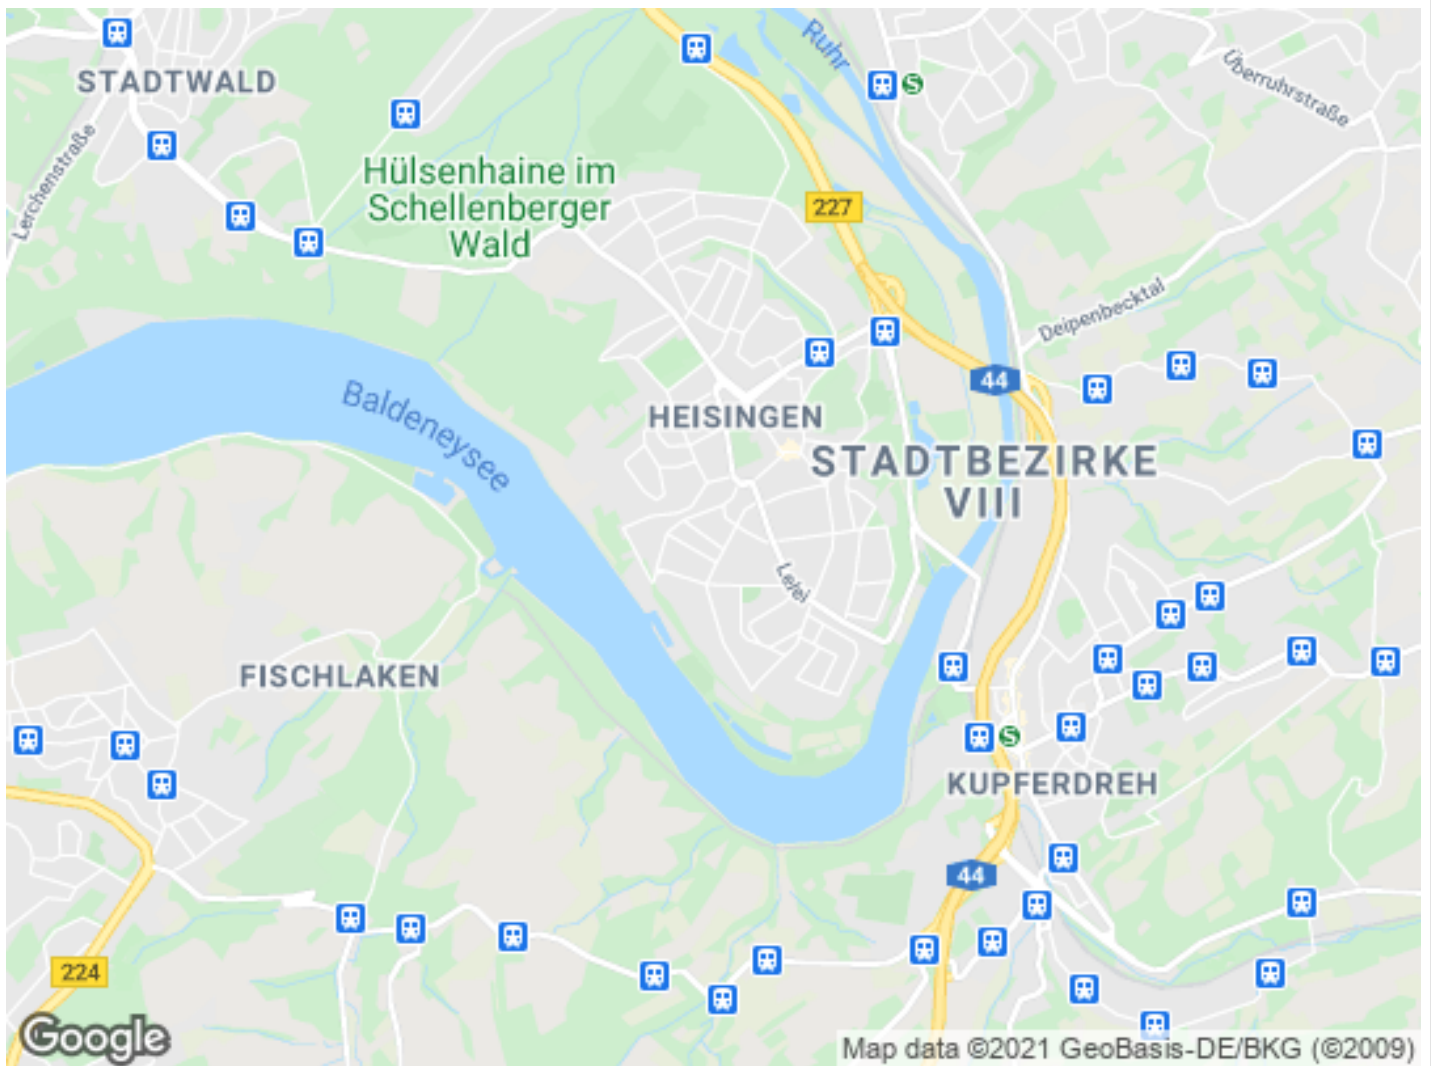 Ruhr
S
STADTWALD
Überruhrstraße
Lerchenstraße
Hülsenhaine im
Schellenberger
Wald
227
Deipenbecktal
44
Baldeneysee
HEISINGEN
STADTBEZIRKE
VIII
Lelei
FISCHLAKEN
S
KUPFERDREH
44
224
Google
Map data ©2021 GeoBasis-DE/BKG (©2009)